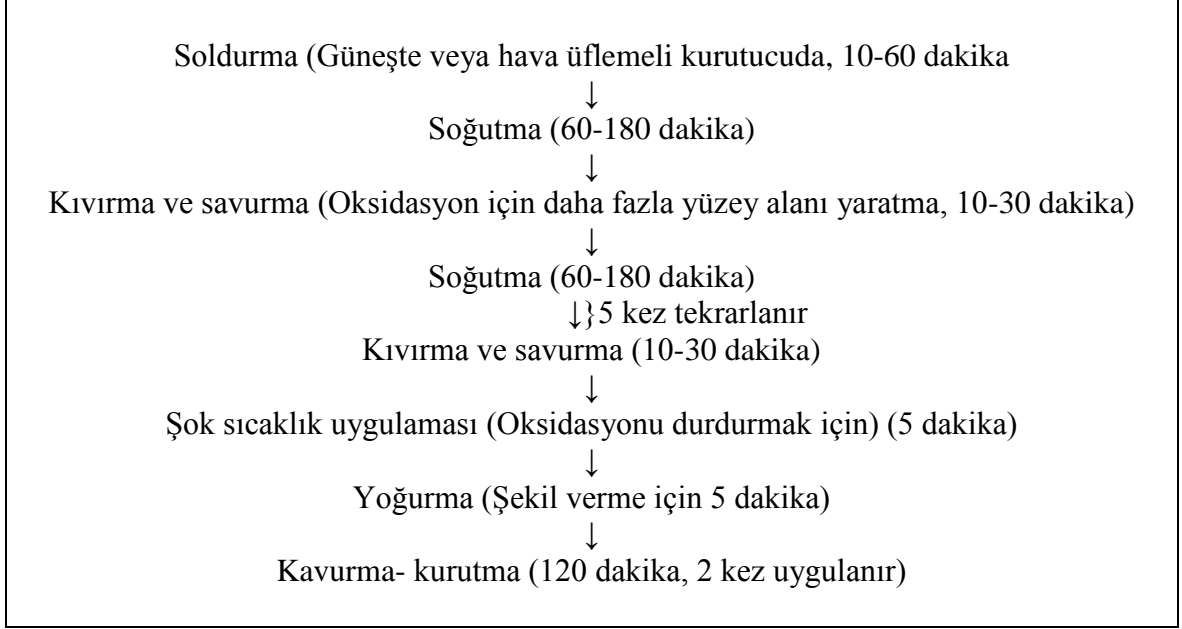 Soldurma (Güneşte veya hava üflemeli kurutucuda, 10-60 dakika
↓
Soğutma (60-180 dakika)
↓
Kıvırma ve savurma (Oksidasyon için daha fazla yüzey alanı yaratma, 10-30 dakika)
↓
Soğutma (60-180 dakika)
↓}5 kez tekrarlanır
Kıvırma ve savurma (10-30 dakika)
↓
Şok sıcaklık uygulaması (Oksidasyonu durdurmak için) (5 dakika)
↓
Yoğurma (Şekil verme için 5 dakika)
↓
Kavurma- kurutma (120 dakika, 2 kez uygulanır)